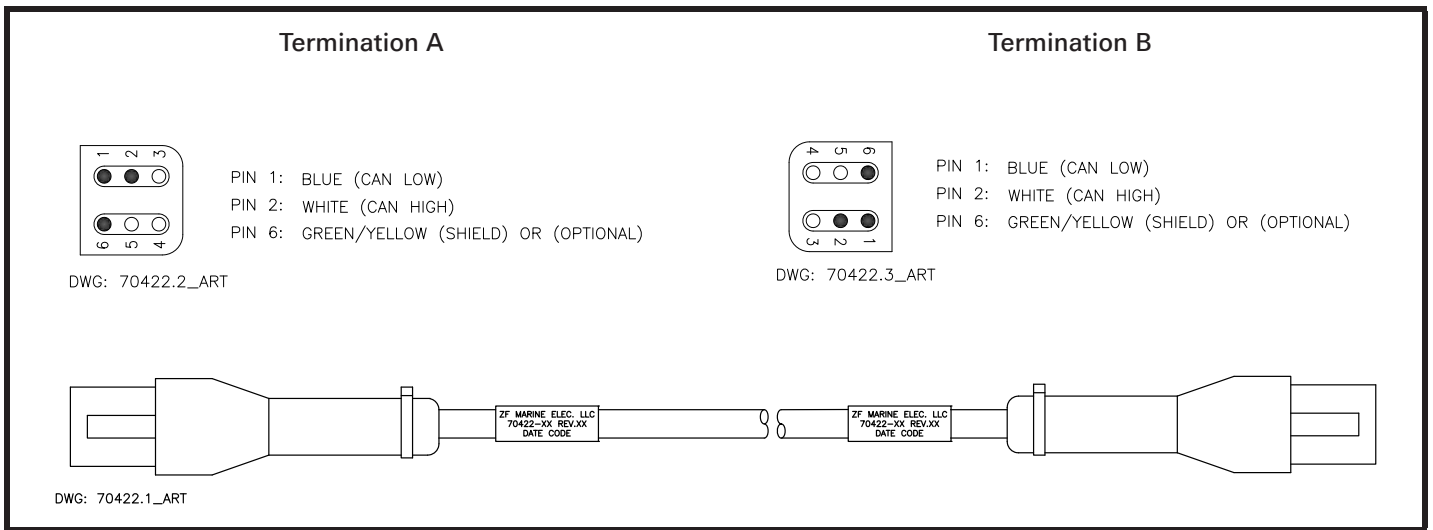 Termination A
1 2 3
6 5 4
PIN 1: BLUE (CAN LOW)
PIN 2: WHITE (CAN HIGH)
PIN 6: GREEN/YELLOW (SHIELD) OR (OPTIONAL)
DWG: 70422.2_ART
Termination B
4 5 6
3 2 1
PIN 1: BLUE (CAN LOW)
PIN 2: WHITE (CAN HIGH)
PIN 6: GREEN/YELLOW (SHIELD) OR (OPTIONAL)
DWG: 70422.3_ART
ZF MARINE ELEC. LLC
70422-XX REV.XX
DATE CODE
ZF MARINE ELEC. LLC
70422-XX REV.XX
DATE CODE
DWG: 70422.1_ART